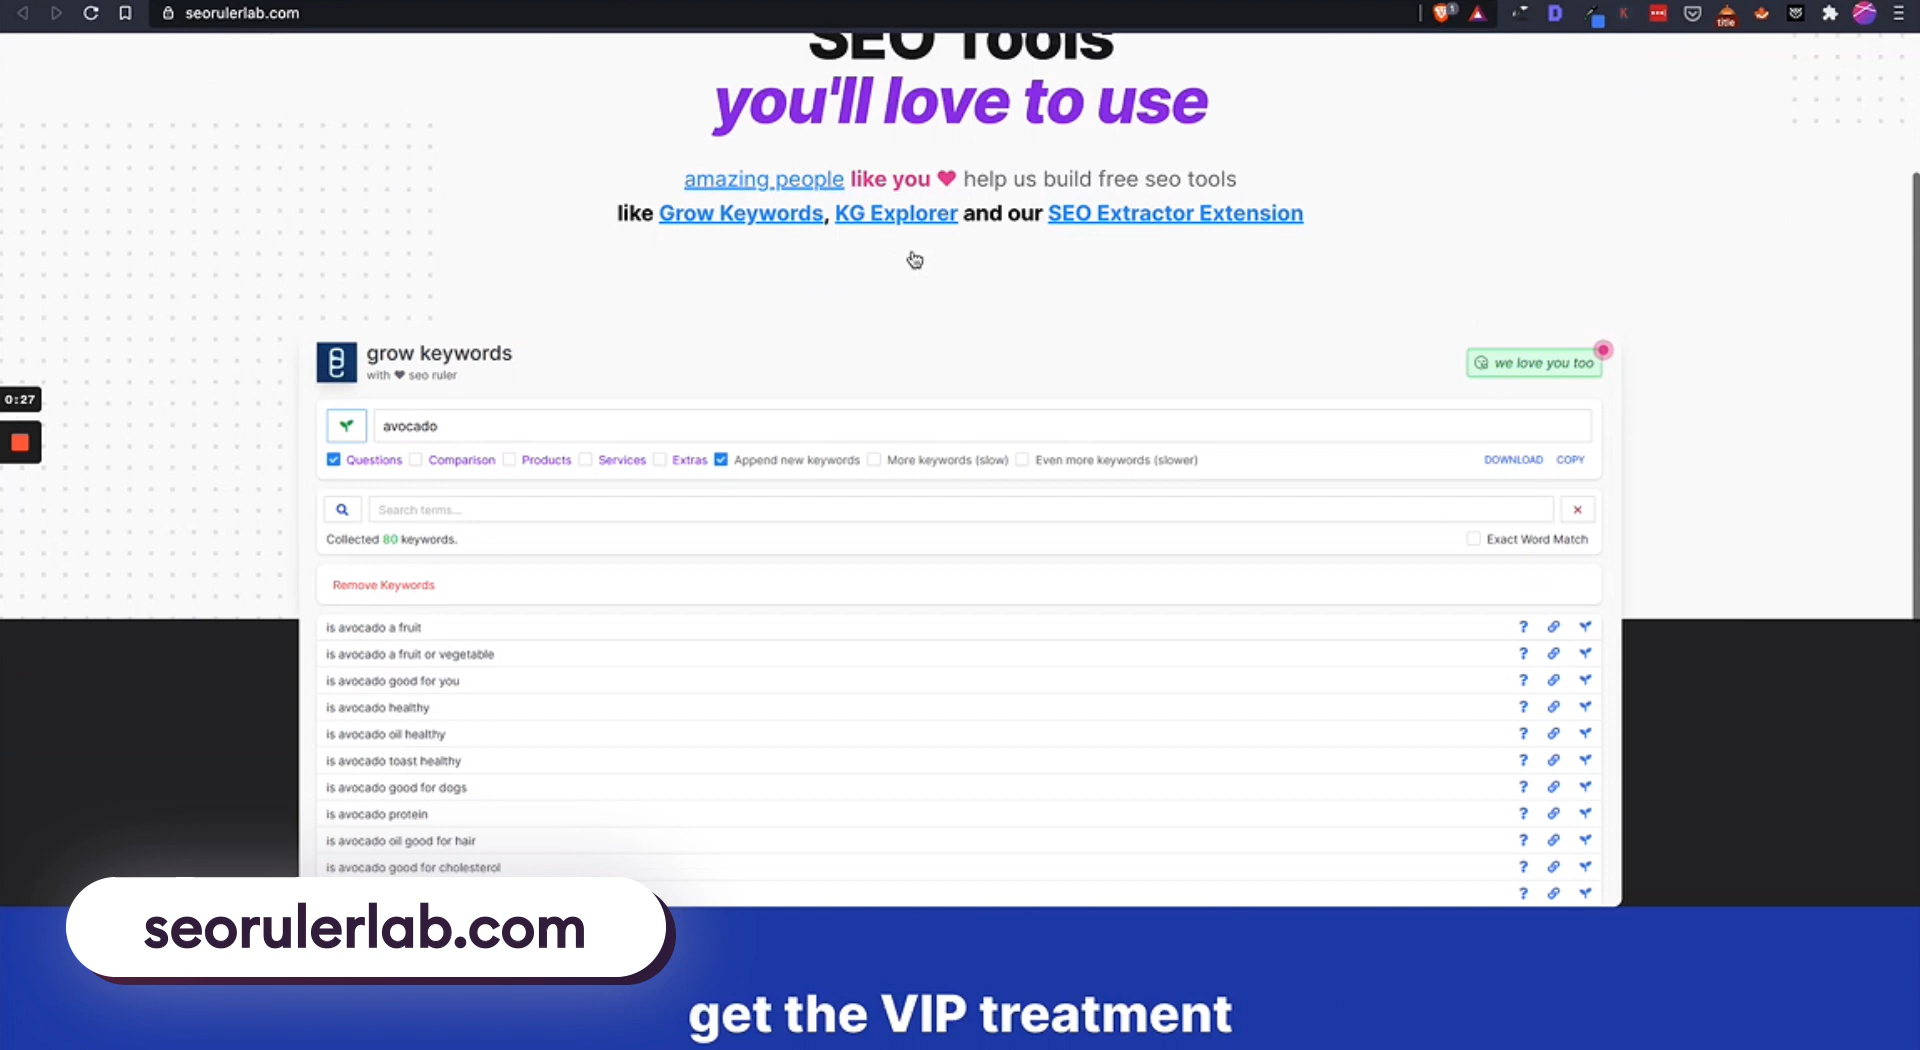 seorulerlab.com
SEO Tools
you'll love to use
amazing people like you ♥ help us build free seo tools
like Grow Keywords, KG Explorer and our SEO Extractor Extension
grow keywords
with ♥ seo ruler
we love you too
0:27
avocado
Questions Comparison Products Services Extras Append new keywords More keywords (slow) Even more keywords (slower) DOWNLOAD COPY
Search terms...
Collected 80 keywords. Exact Word Match
Remove Keywords
is avocado a fruit
is avocado a fruit or vegetable
is avocado good for you
is avocado healthy
is avocado oil healthy
is avocado toast healthy
is avocado good for dogs
is avocado protein
is avocado oil good for hair
is avocado good for cholesterol
seorulerlab.com
get the VIP treatment